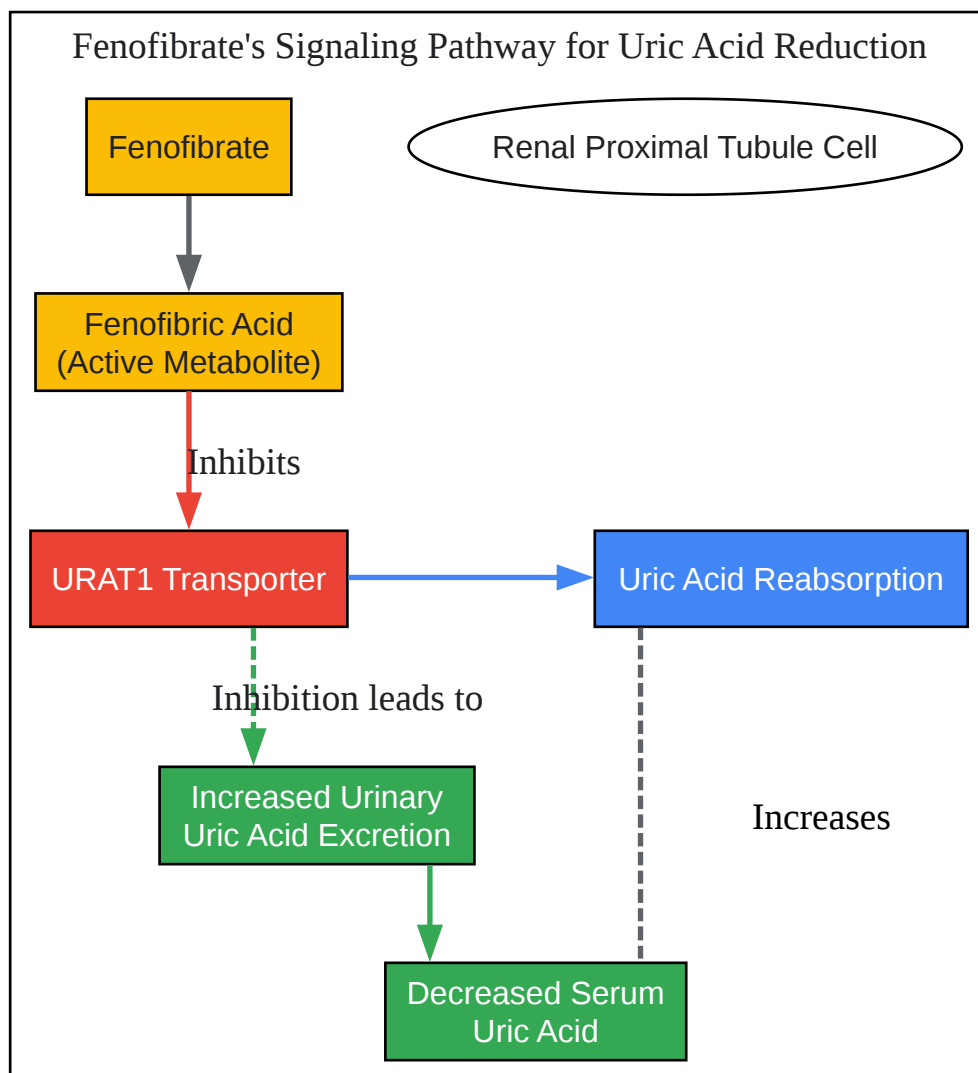 Fenofibrate's Signaling Pathway for Uric Acid Reduction
Fenofibrate
Renal Proximal Tubule Cell
Fenofibric Acid
(Active Metabolite)
Inhibits
URAT1 Transporter
Uric Acid Reabsorption
Inhibition leads to
Increased Urinary
Uric Acid Excretion
Increases
Decreased Serum
Uric Acid